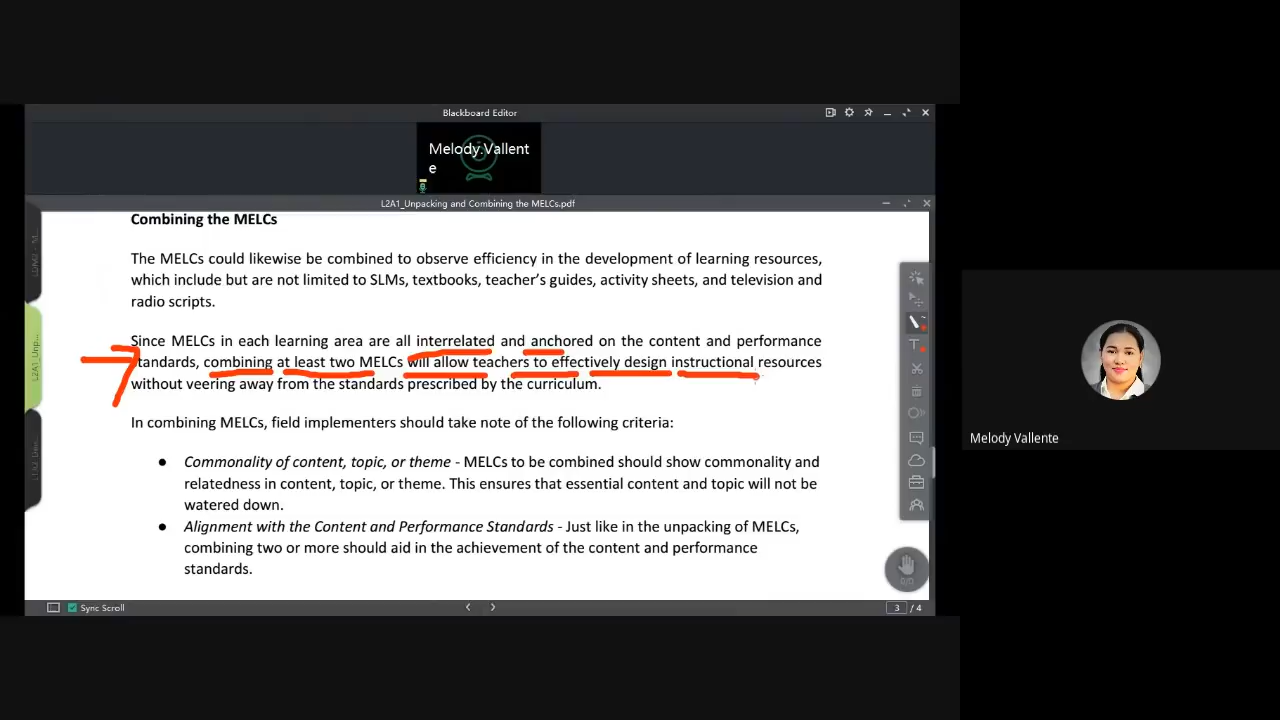 Blackboard Editor
Melody.Vallent
e
L2A1_Unpacking and Combining the MELCs.pdf
Combining the MELCs
The MELCs could likewise be combined to observe efficiency in the development of learning resources,
which include but are not limited to SLMs, textbooks, teacher's guides, activity sheets, and television and
radio scripts.
Since MELCs in each learning area are all interrelated and anchored on the content and performance
standards, combining at least two MELCs will allow teachers to effectively design instructional resources
without veering away from the standards prescribed by the curriculum.
In combining MELCs, field implementers should take note of the following criteria:
● Commonality of content, topic, or theme - MELCs to be combined should show commonality and
relatedness in content, topic, or theme. This ensures that essential content and topic will not be
watered down.
● Alignment with the Content and Performance Standards - Just like in the unpacking of MELCs,
combining two or more should aid in the achievement of the content and performance
standards.
L2A1_Unp...
0/0
Sync Scroll
3 / 4
Melody Vallente